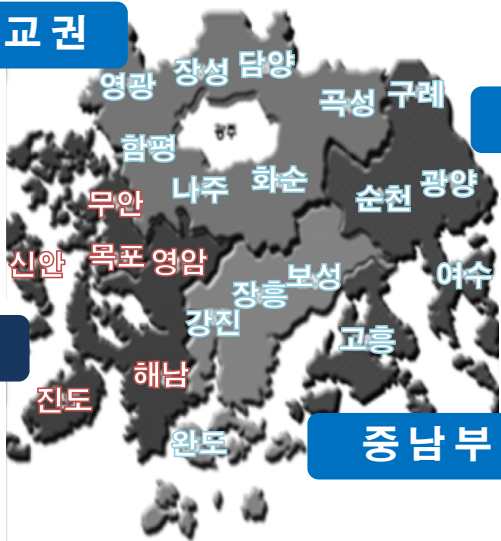 교 권
영광 장성 담양
곡성 구례
광주
함평
나주 화순
무안
순천 광양
신안 목포 영암
장흥 보성
여수
강진
고흥
해남
진도
완도
중 남 부